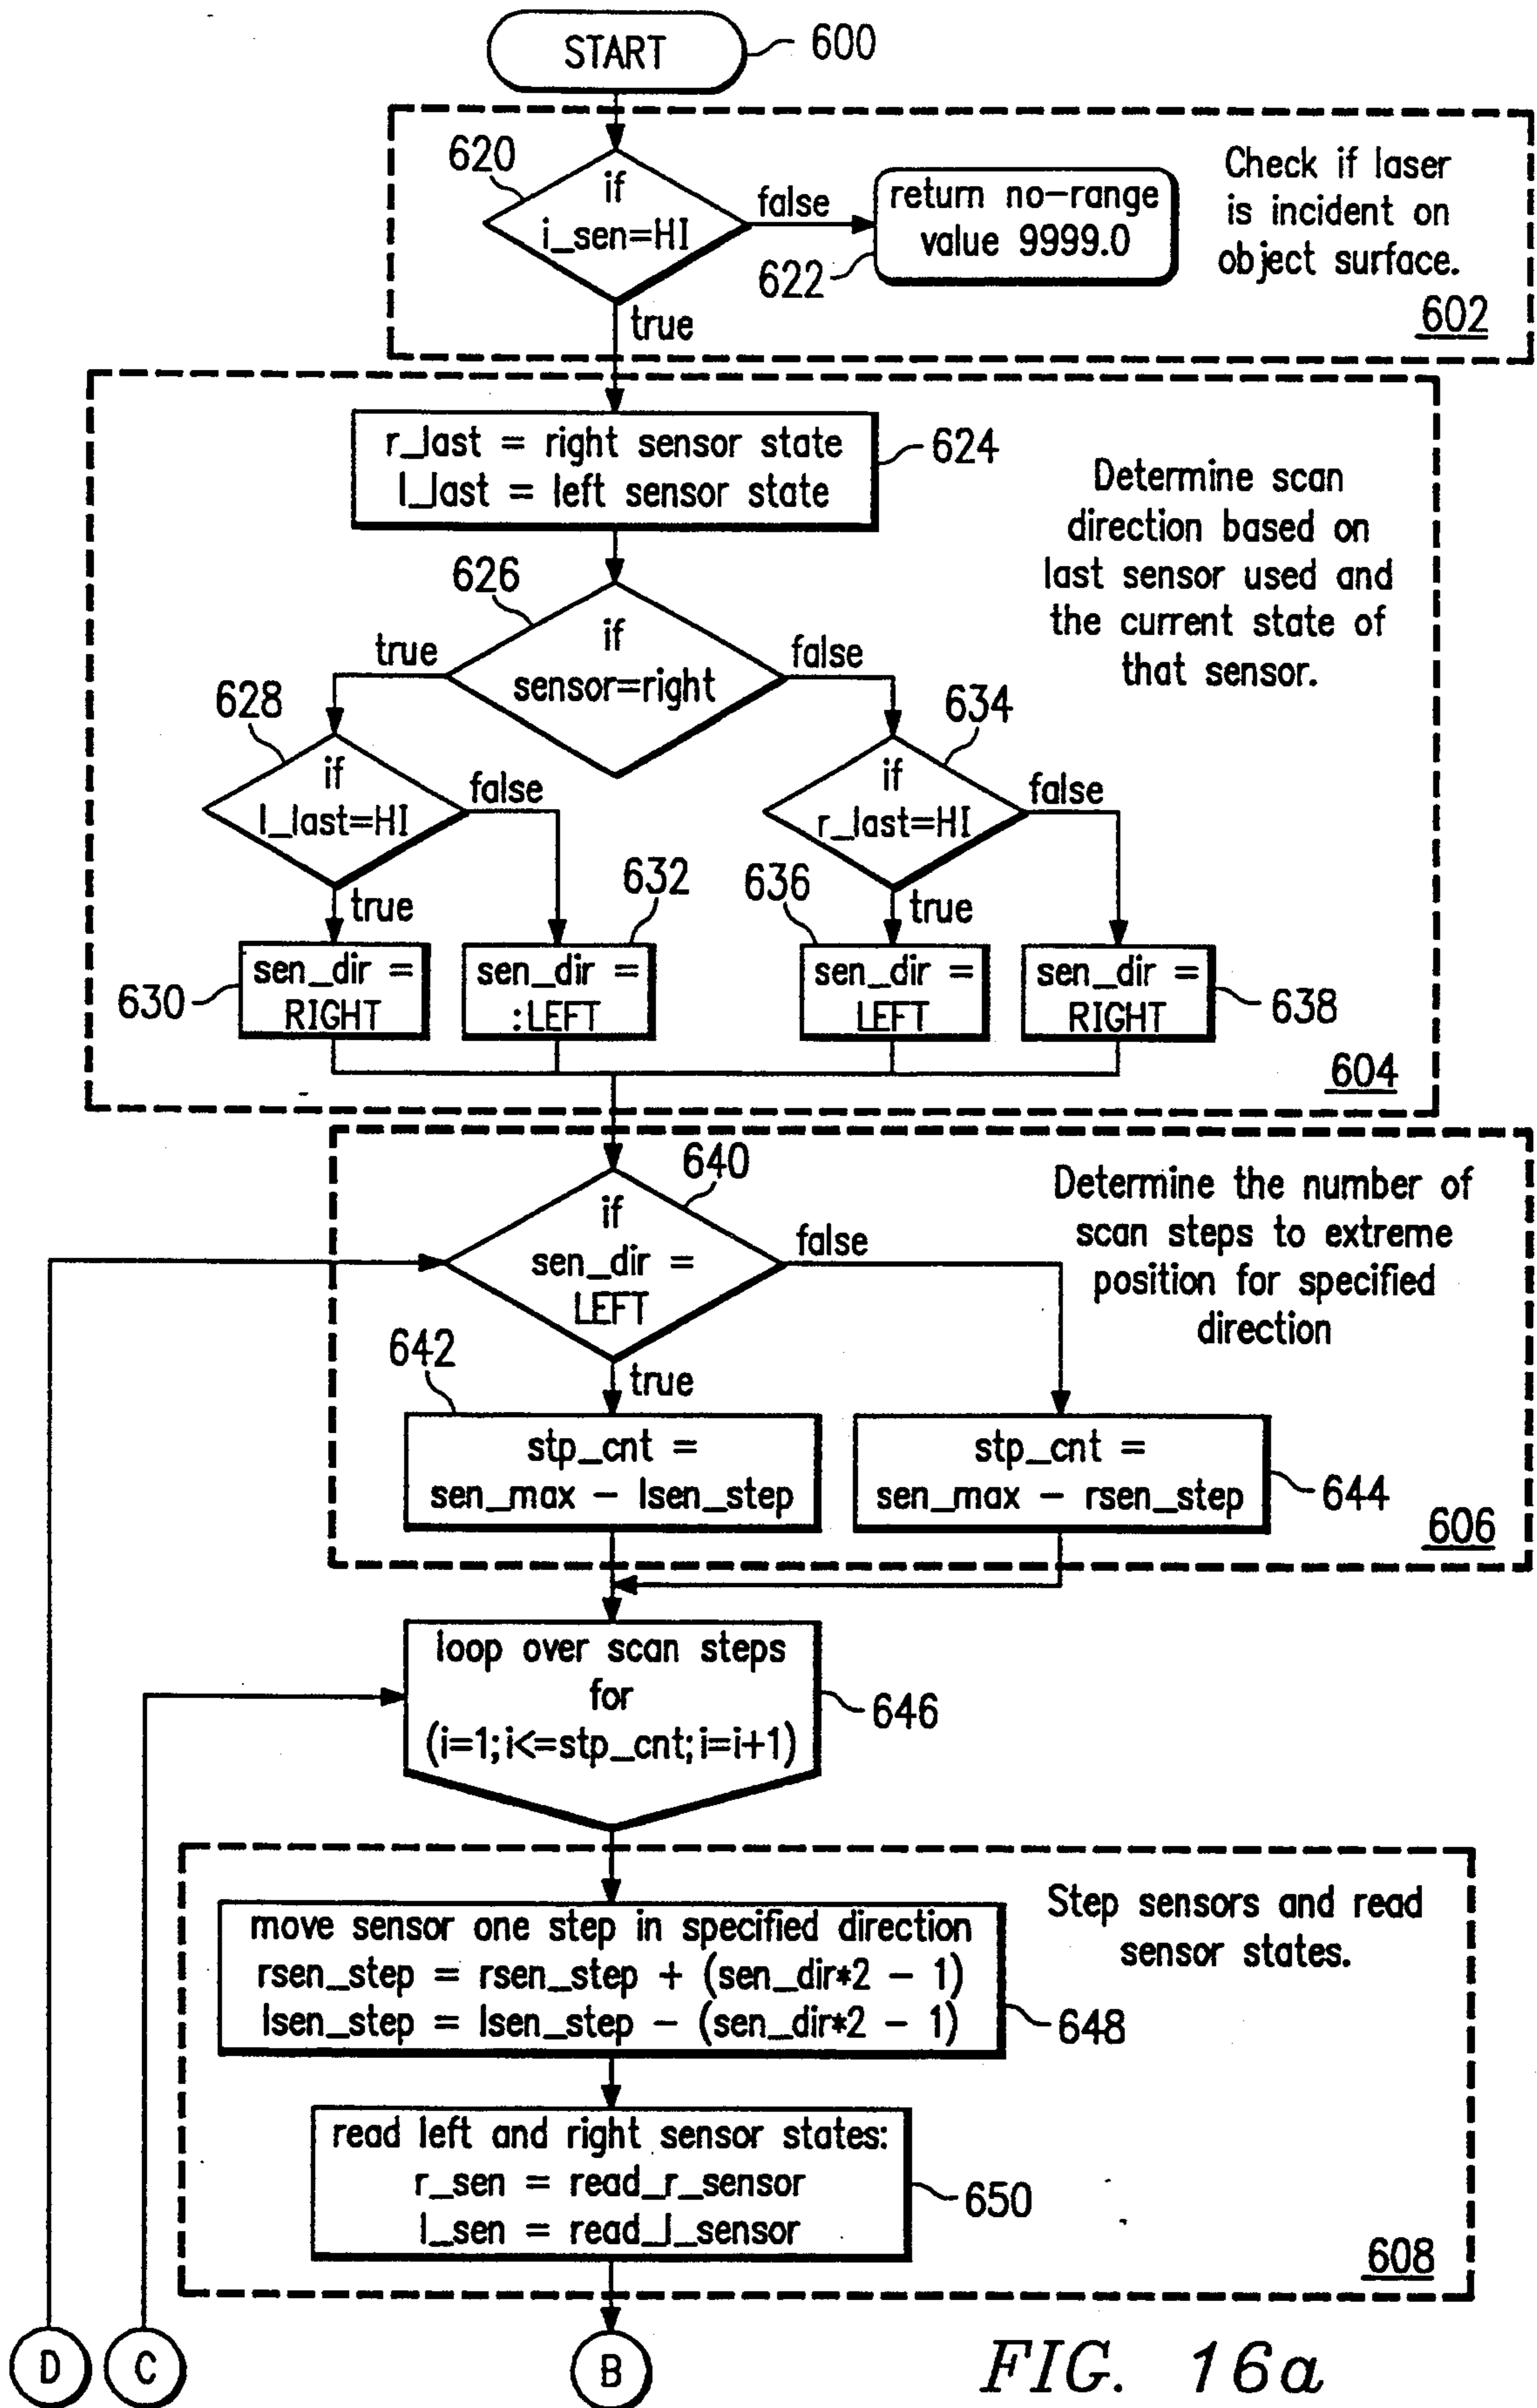 START
600
620
if
i_sen=HI
false
return no-range
value 9999.0
622
Check if laser
is incident on
object surface.
602
true
r_last = right sensor state
l_last = left sensor state
624
Determine scan
direction based on
last sensor used and
the current state of
that sensor.
626
if
sensor=right
true
false
628
if
l_last=HI
false
634
if
r_last=HI
false
true
632
636
true
630
sen_dir =
RIGHT
sen_dir =
:LEFT
sen_dir =
LEFT
sen_dir =
RIGHT
638
604
640
if
sen_dir =
LEFT
false
Determine the number of
scan steps to extreme
position for specified
direction
642
true
stp_cnt =
sen_max - lsen_step
stp_cnt =
sen_max - rsen_step
644
606
loop over scan steps
for
(i=1;i<=stp_cnt;i=i+1)
646
Step sensors and read
sensor states.
move sensor one step in specified direction
rsen_step = rsen_step + (sen_dir*2 - 1)
lsen_step = lsen_step - (sen_dir*2 - 1)
648
read left and right sensor states:
r_sen = read_r_sensor
l_sen = read_l_sensor
650
608
D
C
B
FIG. 16a